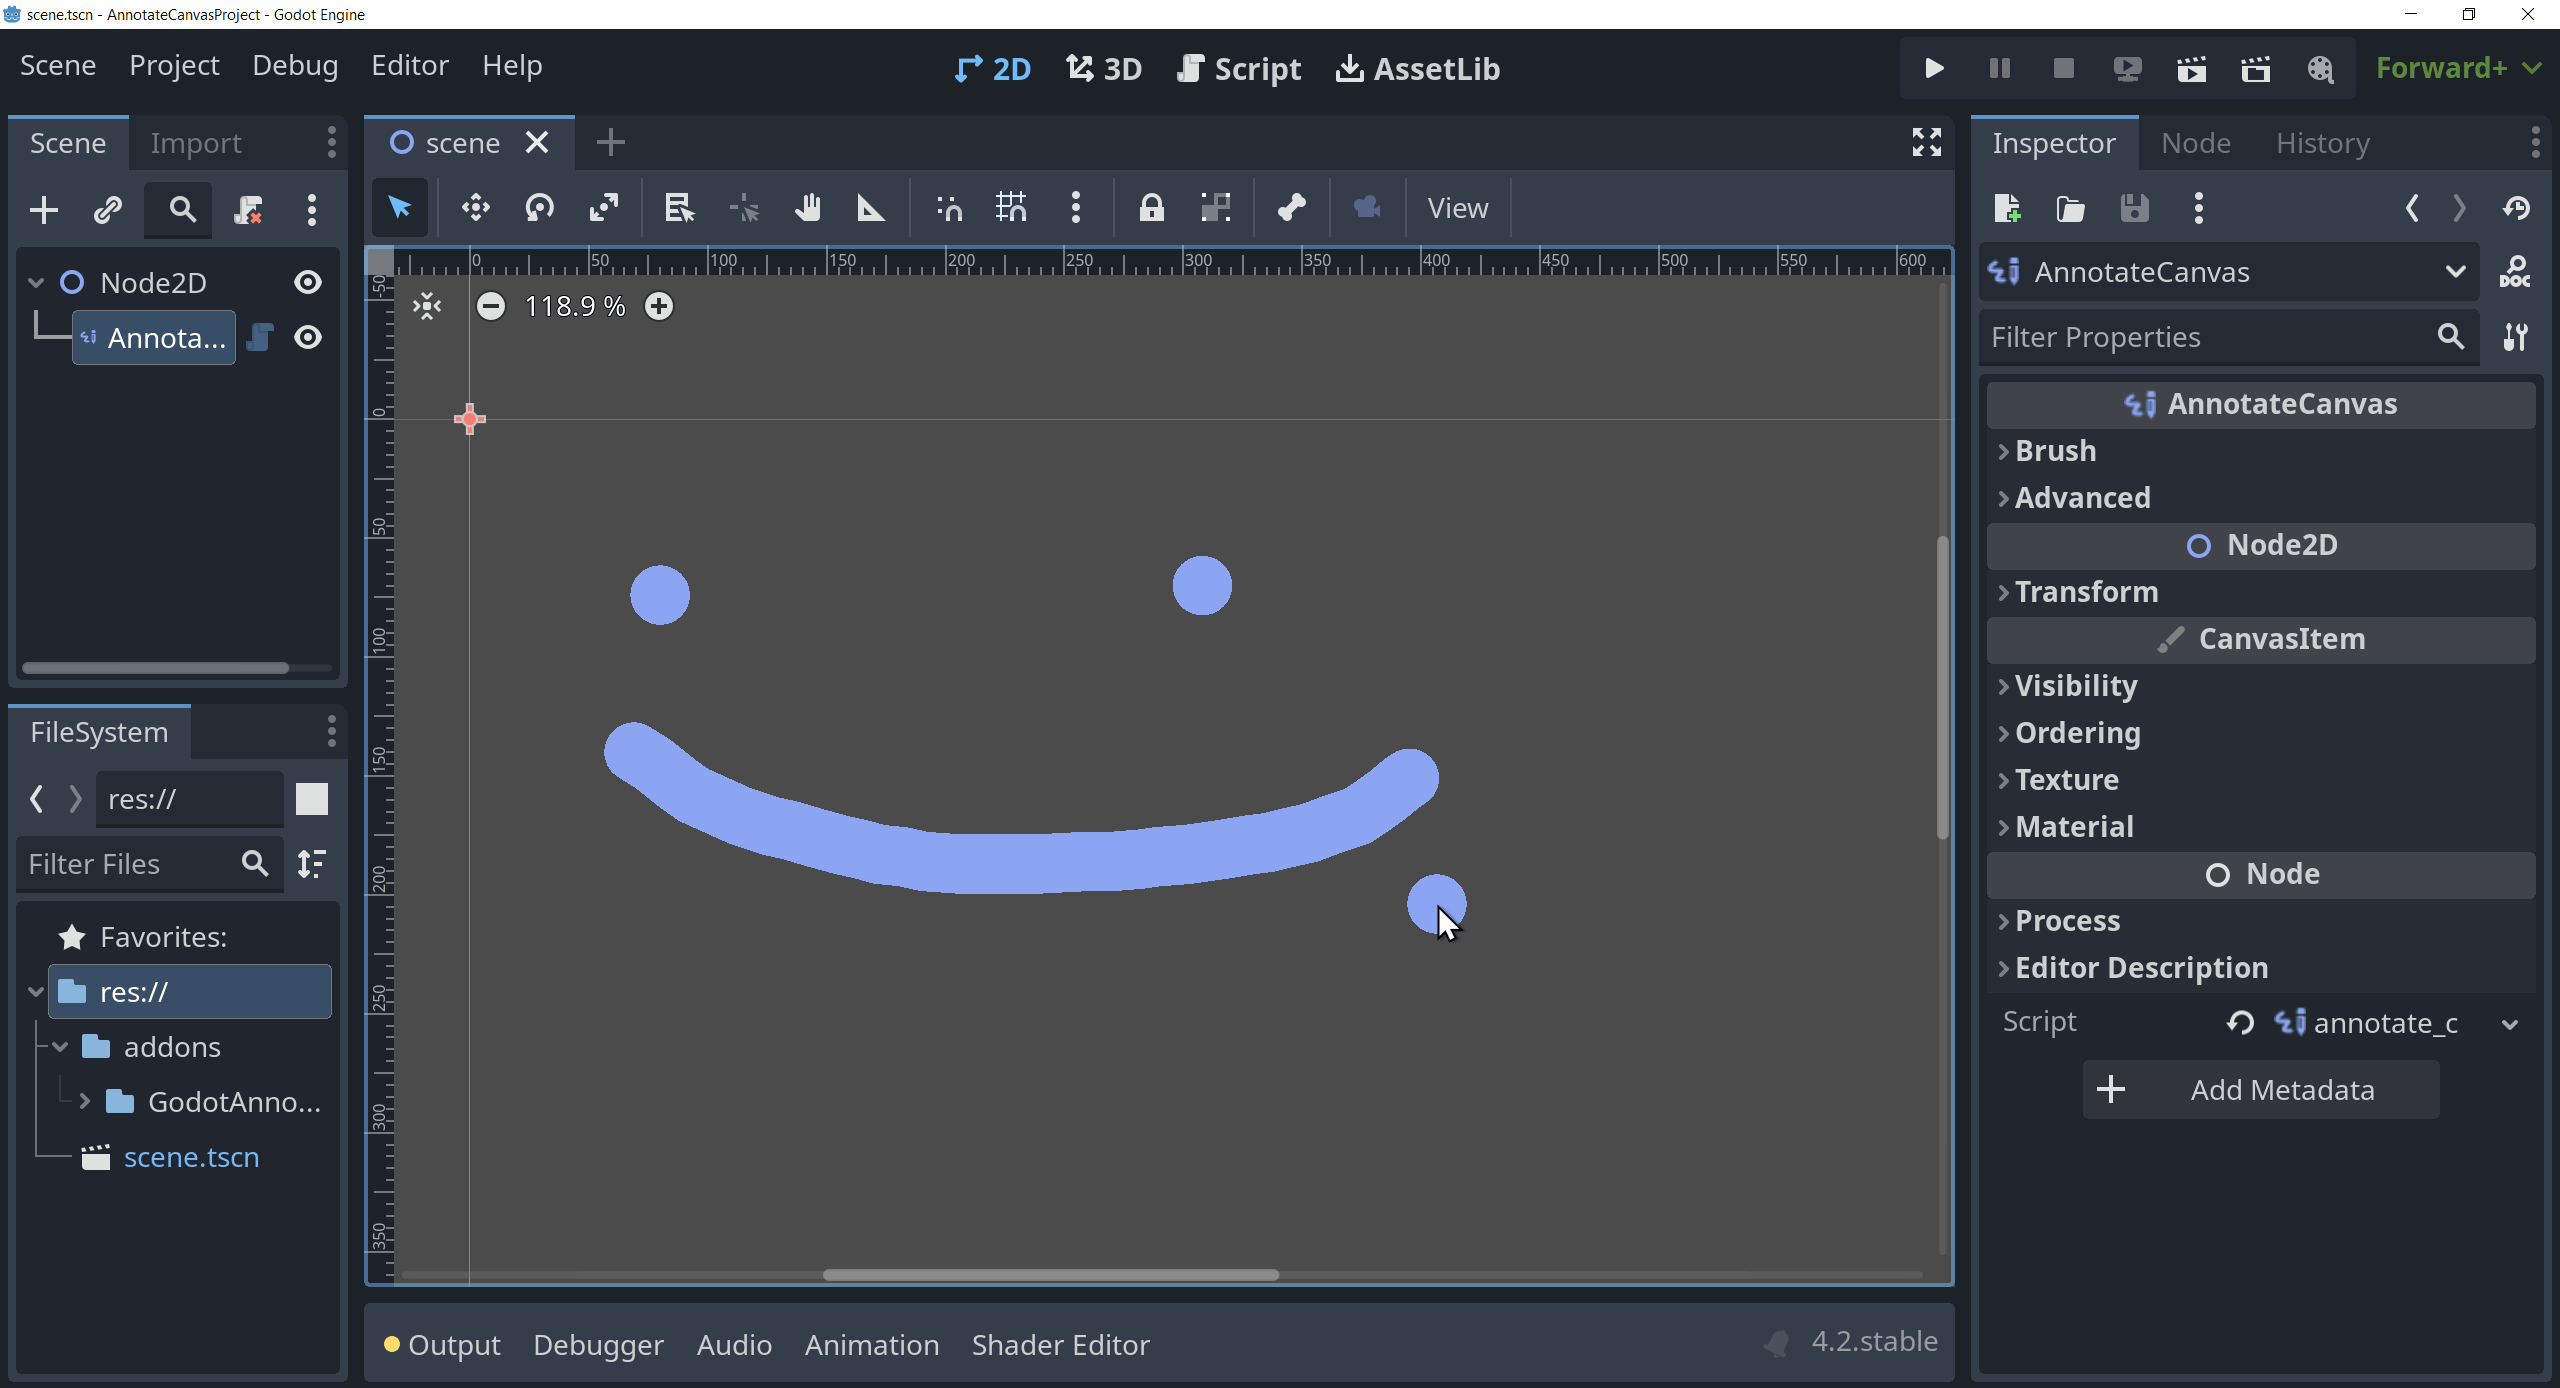 scene.tscn - AnnotateCanvasProject - Godot Engine
Scene Project Debug Editor Help
2D 3D Script AssetLib
Forward+
Scene Import
scene
Inspector Node History
View
0 50 100 150 200 250 300 350 400 450 500 550 600
-50 0 50 100 150 200 250 300 350
118.9 %
Node2D
Annota...
FileSystem
res://
Filter Files
Favorites:
res://
addons
GodotAnno...
scene.tscn
AnnotateCanvas
DOC
Filter Properties
AnnotateCanvas
Brush
Advanced
Node2D
Transform
CanvasItem
Visibility
Ordering
Texture
Material
Node
Process
Editor Description
Script annotate_c
Add Metadata
Output Debugger Audio Animation Shader Editor
4.2.stable